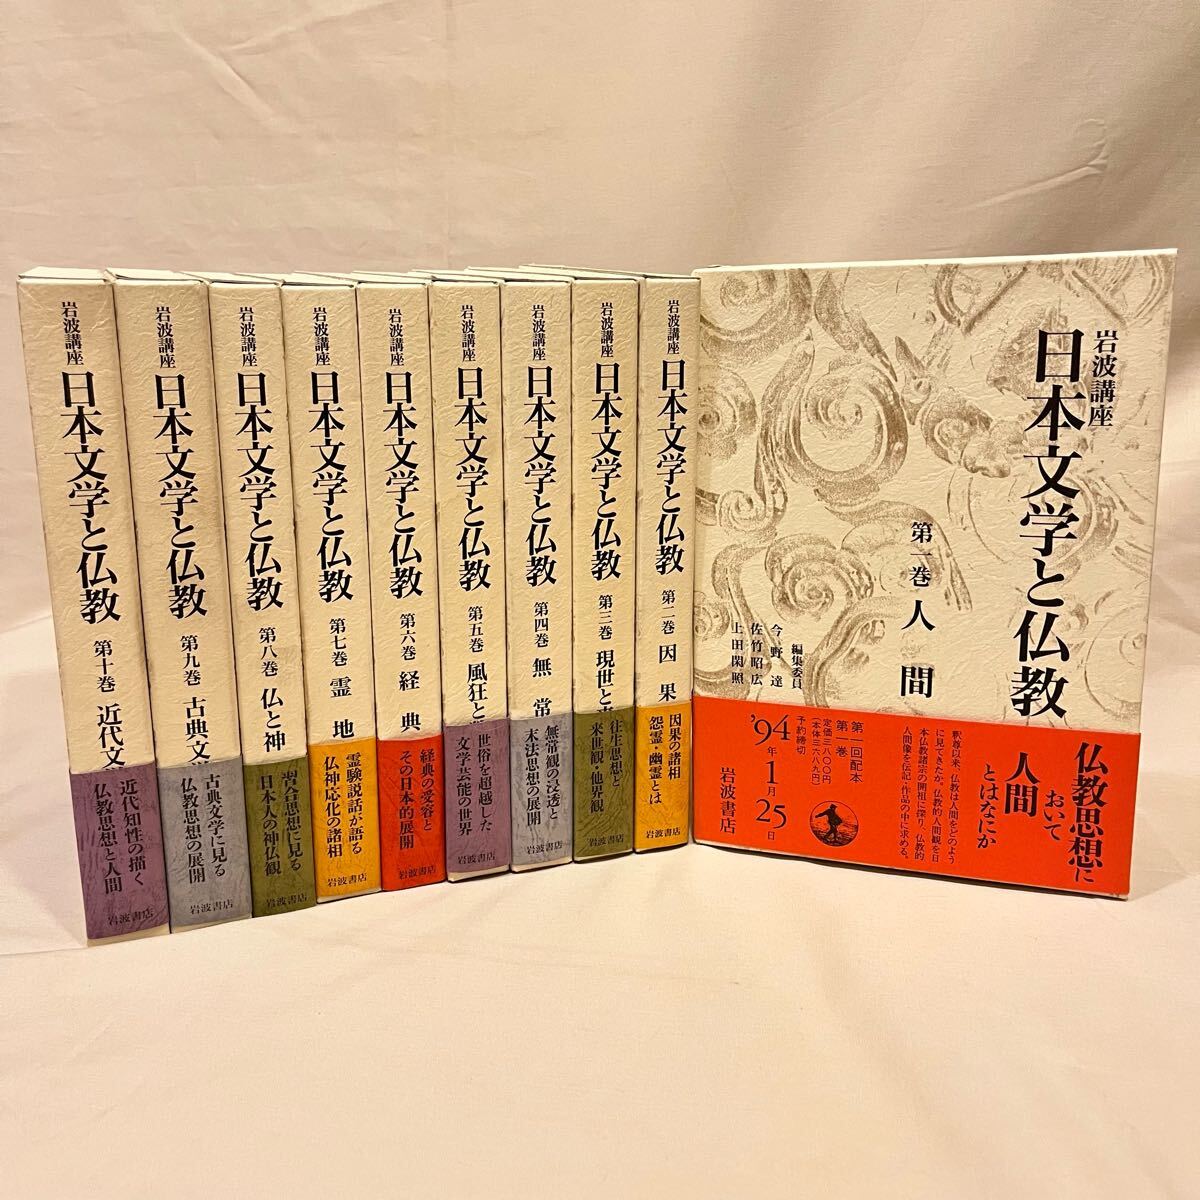 岩波講座
日本文学と仏教
第一巻 人間
編集委員
今野 達
佐竹昭広
上田閑照
仏教思想に
おいて
人間
とはなにか
釈尊以来、仏教は人間をどのよう
に見てきたか。仏教的人間観を日
本仏教諸宗の開祖に探り、仏教的
人間像を伝記・作品の中に求める。
第一回配本
第一巻
定価三八〇〇円
(本体三六八九円)
予約締切
'94年1月25日
岩波書店
岩波講座
日本文学と仏教
第二巻 因果
因果の諸相
怨霊・幽霊とは
岩波書店
岩波講座
日本文学と仏教
第三巻 現世と
往生思想と
来世観・他界観
岩波書店
岩波講座
日本文学と仏教
第四巻 無常
無常観の浸透と
末法思想の展開
岩波書店
岩波講座
日本文学と仏教
第五巻 風狂と
世俗を超越した
文学芸能の世界
岩波書店
岩波講座
日本文学と仏教
第六巻 経典
経典の受容と
その日本的展開
岩波書店
岩波講座
日本文学と仏教
第七巻 霊地
霊験説話が語る
仏神応化の諸相
岩波書店
岩波講座
日本文学と仏教
第八巻 仏と神
習合思想に見る
日本人の神仏観
岩波書店
岩波講座
日本文学と仏教
第九巻 古典文
古典文学に見る
仏教思想の展開
岩波書店
岩波講座
日本文学と仏教
第十巻 近代文
近代知性の描く
仏教思想と人間
岩波書店